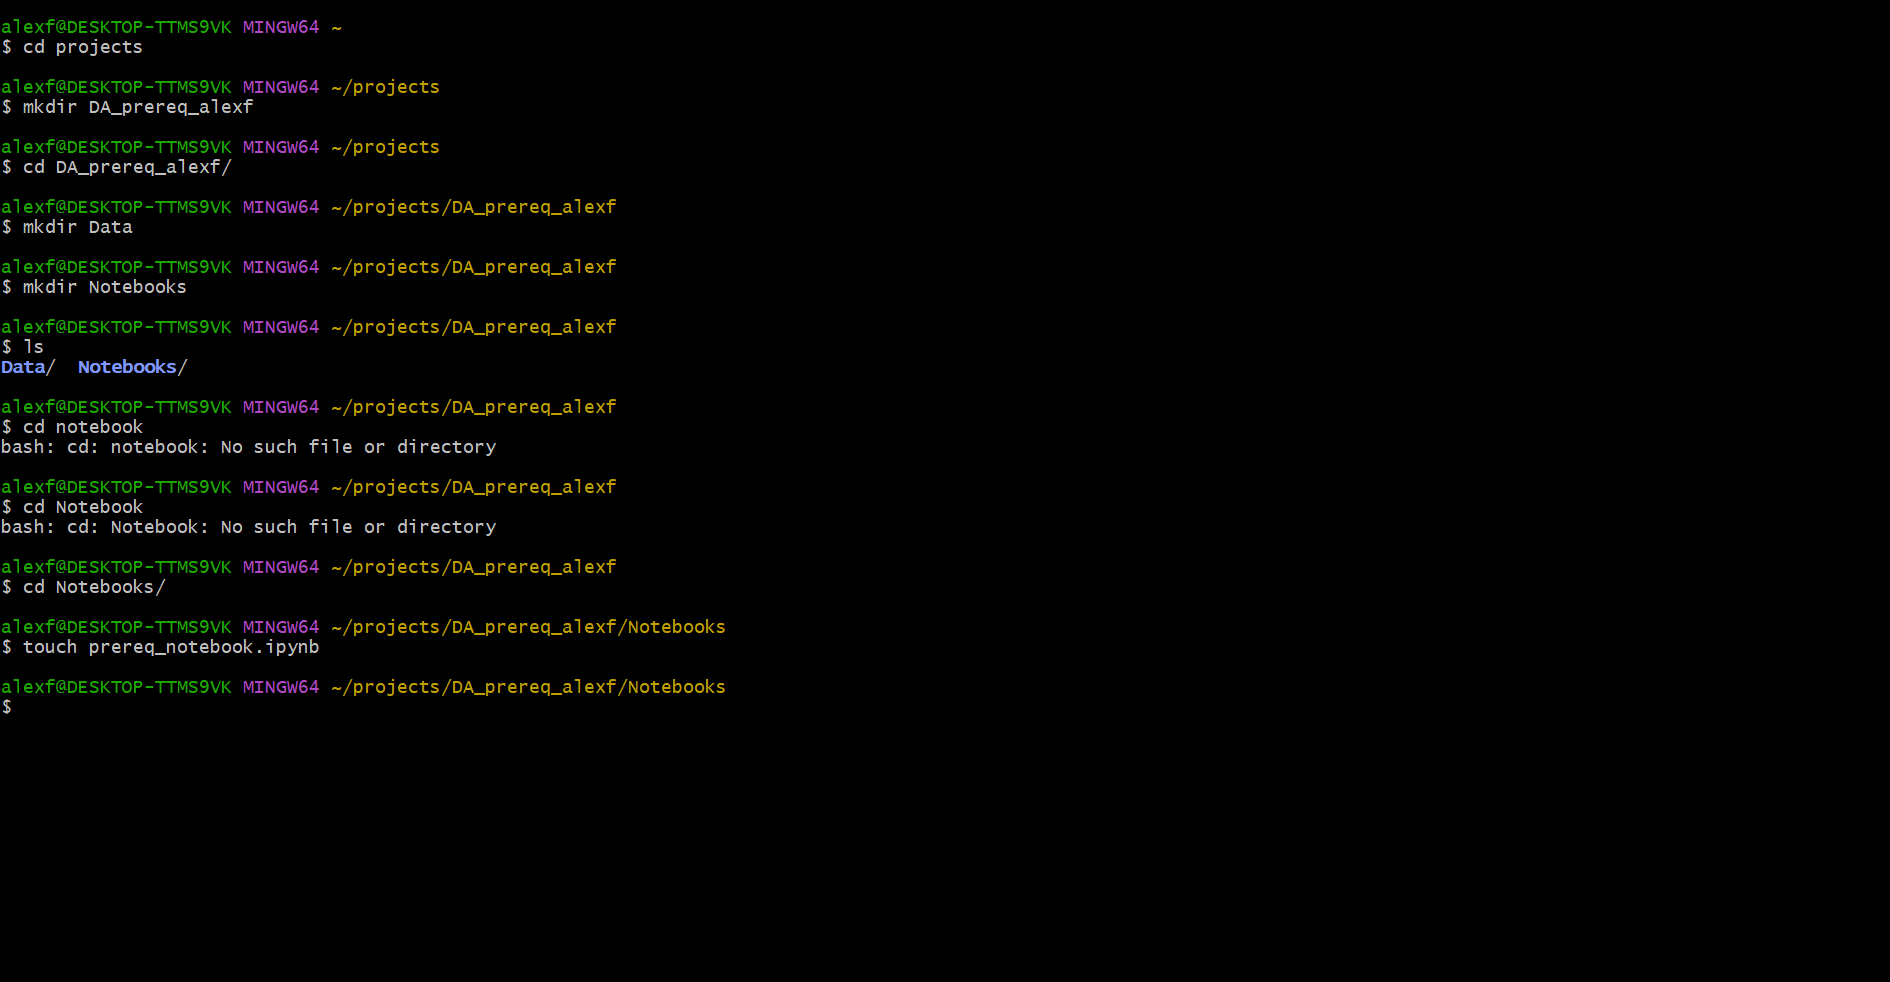 alexf@DESKTOP-TTMS9VK MINGW64 ~
$ cd projects
alexf@DESKTOP-TTMS9VK MINGW64 ~/projects
$ mkdir DA_prereq_alexf
alexf@DESKTOP-TTMS9VK MINGW64 ~/projects
$ cd DA_prereq_alexf/
alexf@DESKTOP-TTMS9VK MINGW64 ~/projects/DA_prereq_alexf
$ mkdir Data
alexf@DESKTOP-TTMS9VK MINGW64 ~/projects/DA_prereq_alexf
$ mkdir Notebooks
alexf@DESKTOP-TTMS9VK MINGW64 ~/projects/DA_prereq_alexf
$ ls
Data/  Notebooks/
alexf@DESKTOP-TTMS9VK MINGW64 ~/projects/DA_prereq_alexf
$ cd notebook
bash: cd: notebook: No such file or directory
alexf@DESKTOP-TTMS9VK MINGW64 ~/projects/DA_prereq_alexf
$ cd Notebook
bash: cd: Notebook: No such file or directory
alexf@DESKTOP-TTMS9VK MINGW64 ~/projects/DA_prereq_alexf
$ cd Notebooks/
alexf@DESKTOP-TTMS9VK MINGW64 ~/projects/DA_prereq_alexf/Notebooks
$ touch prereq_notebook.ipynb
alexf@DESKTOP-TTMS9VK MINGW64 ~/projects/DA_prereq_alexf/Notebooks
$